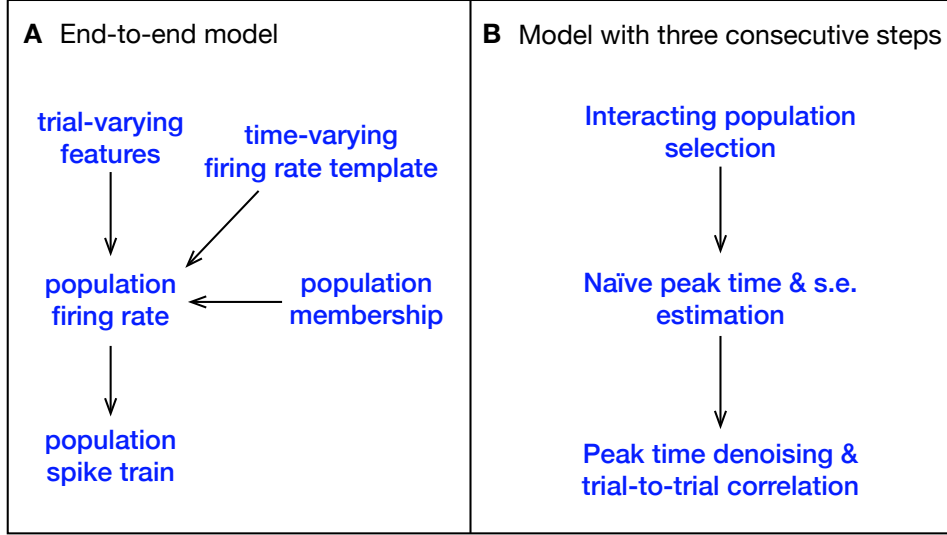 A End-to-end model
trial-varying
features
time-varying
firing rate template
population
firing rate
population
membership
population
spike train
B Model with three consecutive steps
Interacting population
selection
Naïve peak time & s.e.
estimation
Peak time denoising &
trial-to-trial correlation